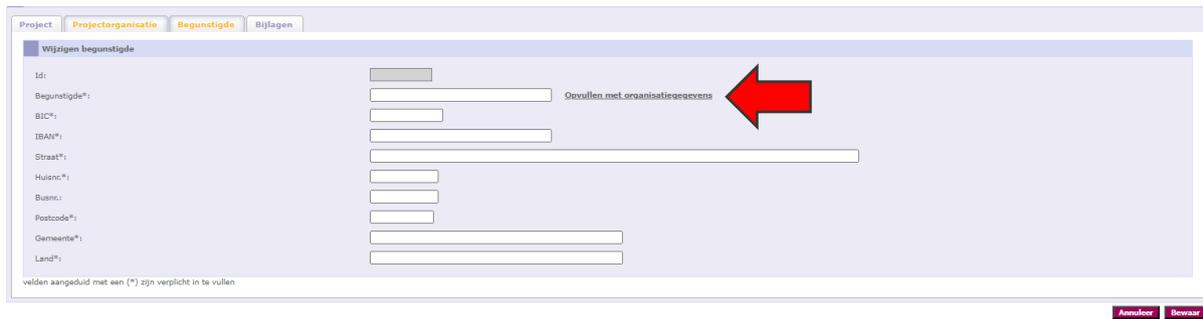 Project Projectorganisatie Begunstigde Bijlagen
Wijzigen begunstigde
Id:
Begunstigde*: Opvullen met organisatiegegevens
BIC*:
IBAN*:
Straat*:
Huisnr.*:
Busnr.:
Postcode*:
Gemeente*:
Land*:
velden aangeduid met een (*) zijn verplicht in te vullen
Annuleer Bewaar